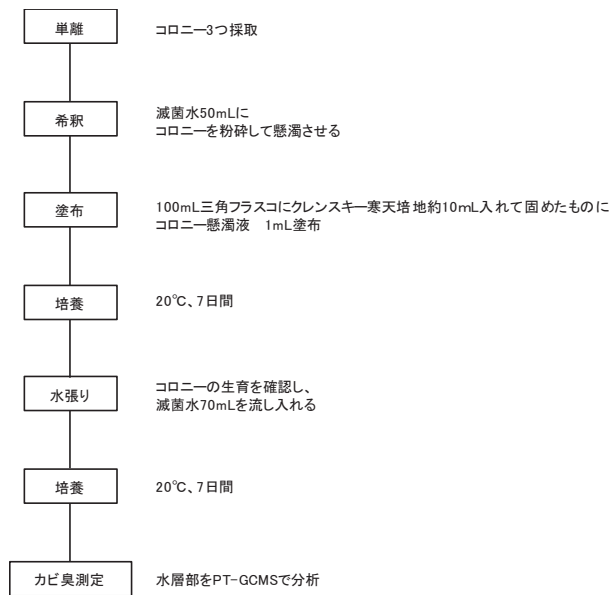 単離
コロニー3つ採取
希釈
滅菌水50mLに
コロニーを粉砕して懸濁させる
塗布
100mL三角フラスコにクレンスキー寒天培地約10mL入れて固めたものに
コロニー懸濁液　1mL塗布
培養
20℃、7日間
水張り
コロニーの生育を確認し、
滅菌水70mLを流し入れる
培養
20℃、7日間
カビ臭測定
水層部をPT-GCMSで分析